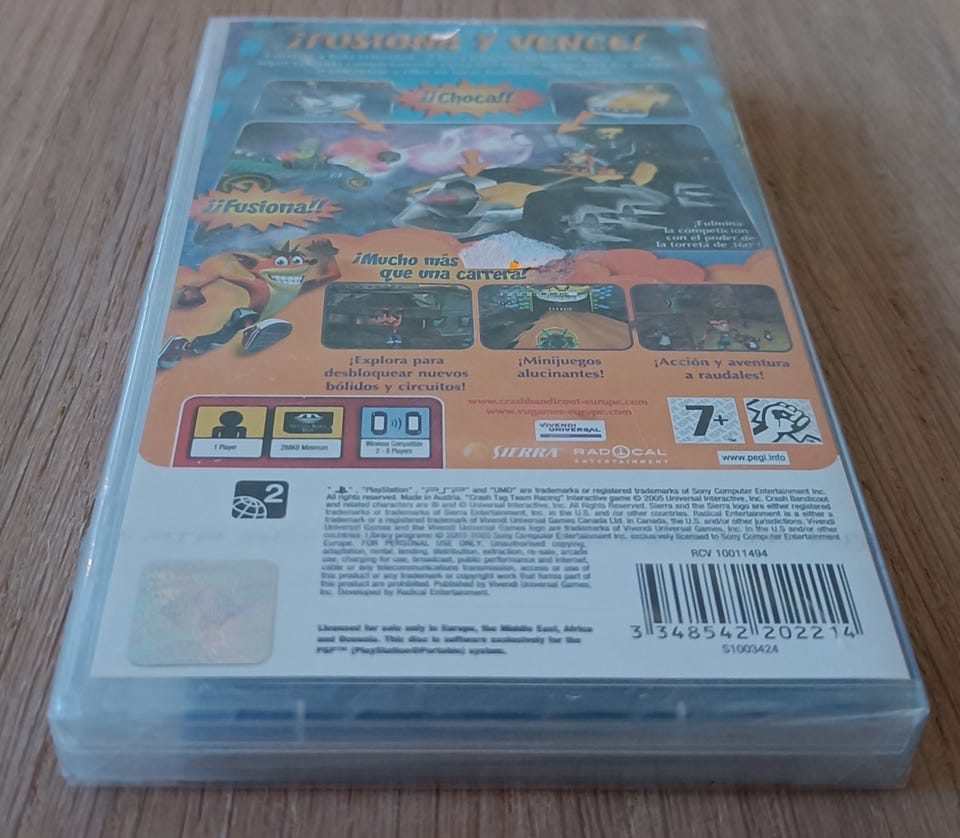 ¡FUSIONA Y VENCE!
¡¡Choca!!
¡¡Fusiona!!
¡Fulmina
la competición
con el poder de
la torreta de 360º!
¡Mucho más
que una carrera!
¡Explora para
desbloquear nuevos
bólidos y circuitos!
¡Minijuegos
alucinantes!
¡Acción y aventura
a raudales!
www.crashbandicoot-europe.com
www.vugames-europe.com
VIVENDI
UNIVERSAL
SIERRA
RADICAL
ENTERTAINMENT
7+
TM
www.pegi.info
1 Player
288KB Minimum
Wireless Compatible
2 - 8 Players
2
"PlayStation", "PSP" and "UMD" are trademarks or registered trademarks of Sony Computer Entertainment Inc.
All rights reserved. Made in Austria. "Crash Tag Team Racing" Interactive game © 2005 Universal Interactive, Inc. Crash Bandicoot
and related characters are ® and © Universal Interactive, Inc. All Rights Reserved. Sierra and the Sierra logo are either registered
trademarks or trademarks of Sierra Entertainment, Inc. in the U.S. and/or other countries. Radical Entertainment is a either a
trademark or a registered trademark of Vivendi Universal Games Canada Ltd. in Canada, the U.S. and/or other jurisdictions. Vivendi
Universal Games and the Vivendi Universal Games logo are trademarks of Vivendi Universal Games, Inc. in the U.S. and/or other
countries. Library programs © 2003-2005 Sony Computer Entertainment Inc. exclusively licensed to Sony Computer Entertainment
Europe. FOR PERSONAL USE ONLY. Unauthorised copying,
adaptation, rental, lending, distribution, extraction, re-sale, arcade
use, charging for use, broadcast, public performance and internet,
cable or any telecommunications transmission, access or use of
this product or any trademark or copyright work that forms part of
this product are prohibited. Published by Vivendi Universal Games,
Inc. Developed by Radical Entertainment.
Licensed for sale only in Europe, the Middle East, Africa
and Oceania. This disc is software exclusively for the
PSP™ (PlayStation®Portable) system.
RCV 10011494
3 348542 202214
S1003424